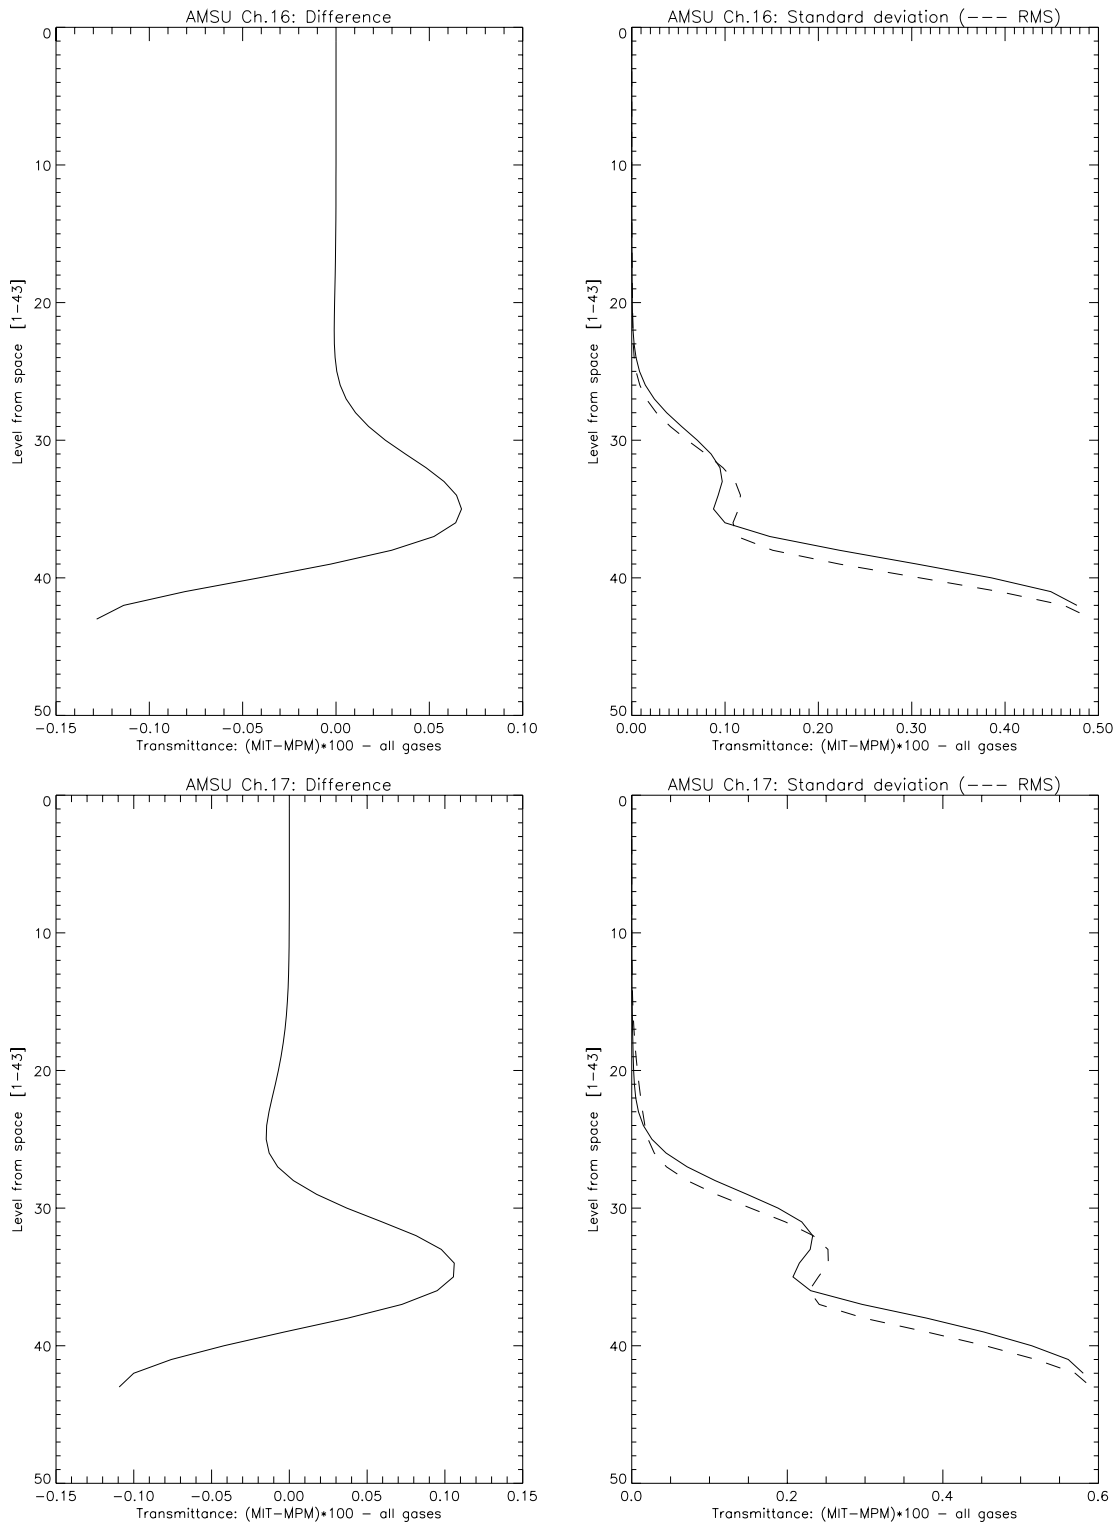 AMSU Ch.16: Difference
0
10
20
30
40
50
Level from space [1-43]
-0.15 -0.10 -0.05 0.00 0.05 0.10
Transmittance: (MIT-MPM)*100 - all gases
AMSU Ch.16: Standard deviation (--- RMS)
0
10
20
30
40
50
Level from space [1-43]
0.00 0.10 0.20 0.30 0.40 0.50
Transmittance: (MIT-MPM)*100 - all gases
AMSU Ch.17: Difference
0
10
20
30
40
50
Level from space [1-43]
-0.15 -0.10 -0.05 0.00 0.05 0.10 0.15
Transmittance: (MIT-MPM)*100 - all gases
AMSU Ch.17: Standard deviation (--- RMS)
0
10
20
30
40
50
Level from space [1-43]
0.0 0.2 0.4 0.6
Transmittance: (MIT-MPM)*100 - all gases